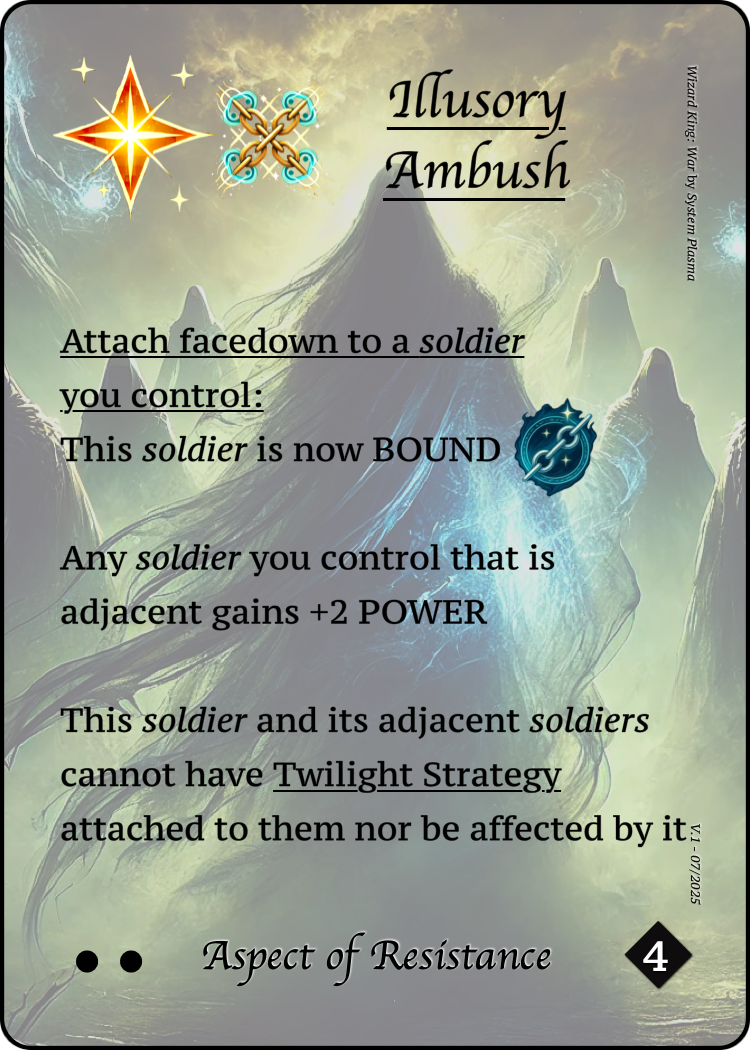 Illusory
Ambush
Wizard King: War by System Plasma
Attach facedown to a soldier
you control:
This soldier is now BOUND
Any soldier you control that is
adjacent gains +2 POWER
This soldier and its adjacent soldiers
cannot have Twilight Strategy
attached to them nor be affected by it.
V.1 - 07/2025
Aspect of Resistance
4